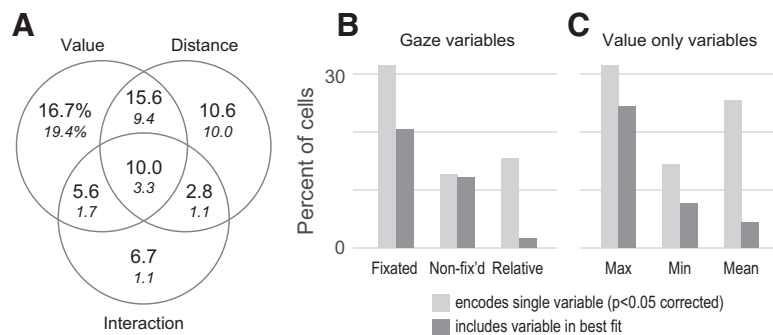 A
Value
Distance
16.7%
19.4%
15.6
9.4
10.6
10.0
10.0
3.3
5.6
1.7
2.8
1.1
6.7
1.1
Interaction
B
Gaze variables
Percent of cells
30
0
Fixated
Non-fix'd
Relative
C
Value only variables
Max
Min
Mean
encodes single variable (p<0.05 corrected)
includes variable in best fit